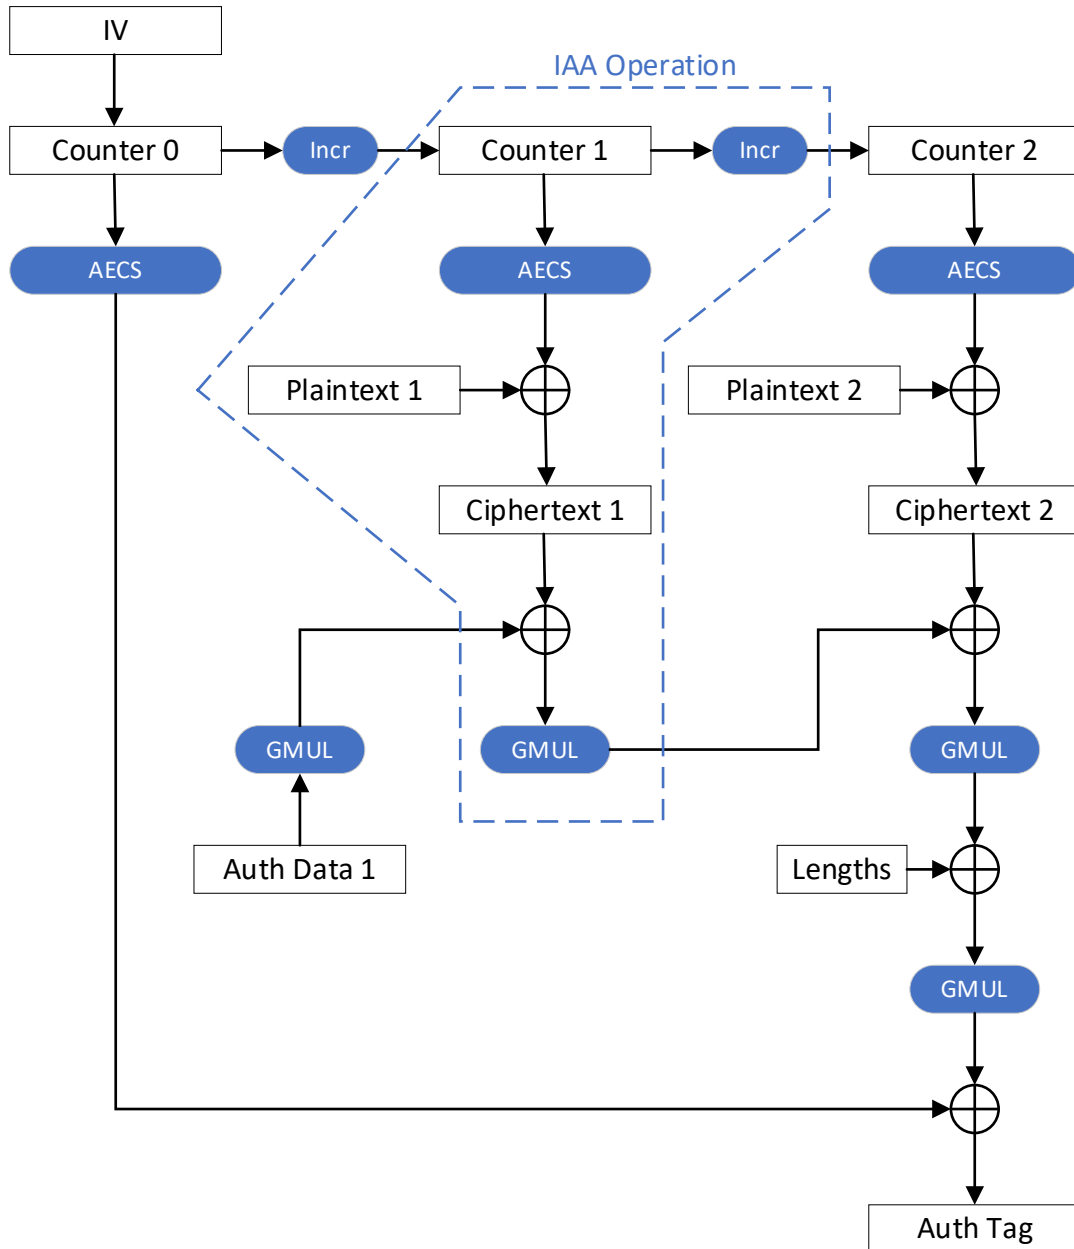 IV
IAA Operation
Counter 0
Incr
Counter 1
Incr
Counter 2
AECS
AECS
AECS
Plaintext 1
Plaintext 2
Ciphertext 1
Ciphertext 2
GMUL
GMUL
GMUL
Auth Data 1
Lengths
GMUL
Auth Tag